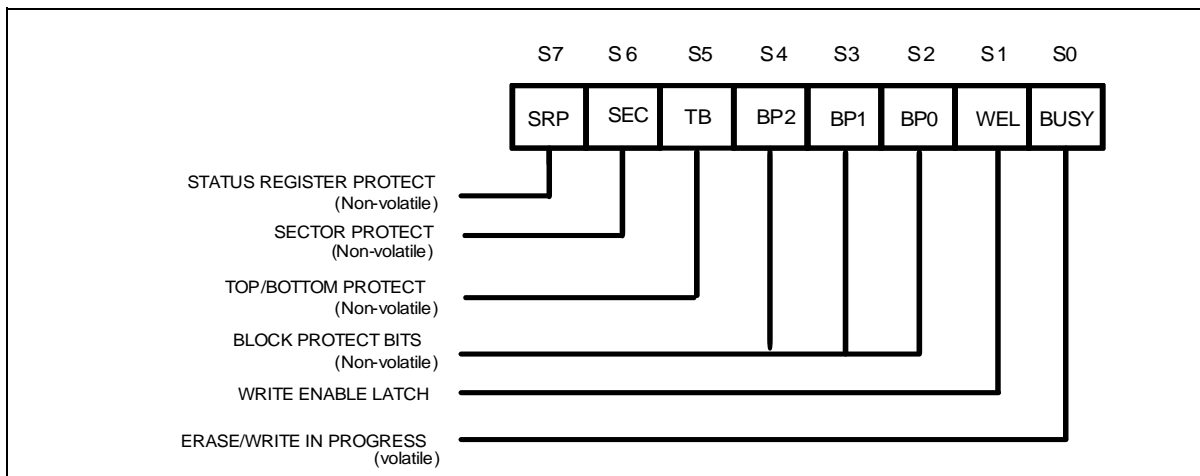 S7 S6 S5 S4 S3 S2 S1 S0
SRP SEC TB BP2 BP1 BP0 WEL BUSY
STATUS REGISTER PROTECT
(Non-volatile)
SECTOR PROTECT
(Non-volatile)
TOP/BOTTOM PROTECT
(Non-volatile)
BLOCK PROTECT BITS
(Non-volatile)
WRITE ENABLE LATCH
ERASE/WRITE IN PROGRESS
(volatile)